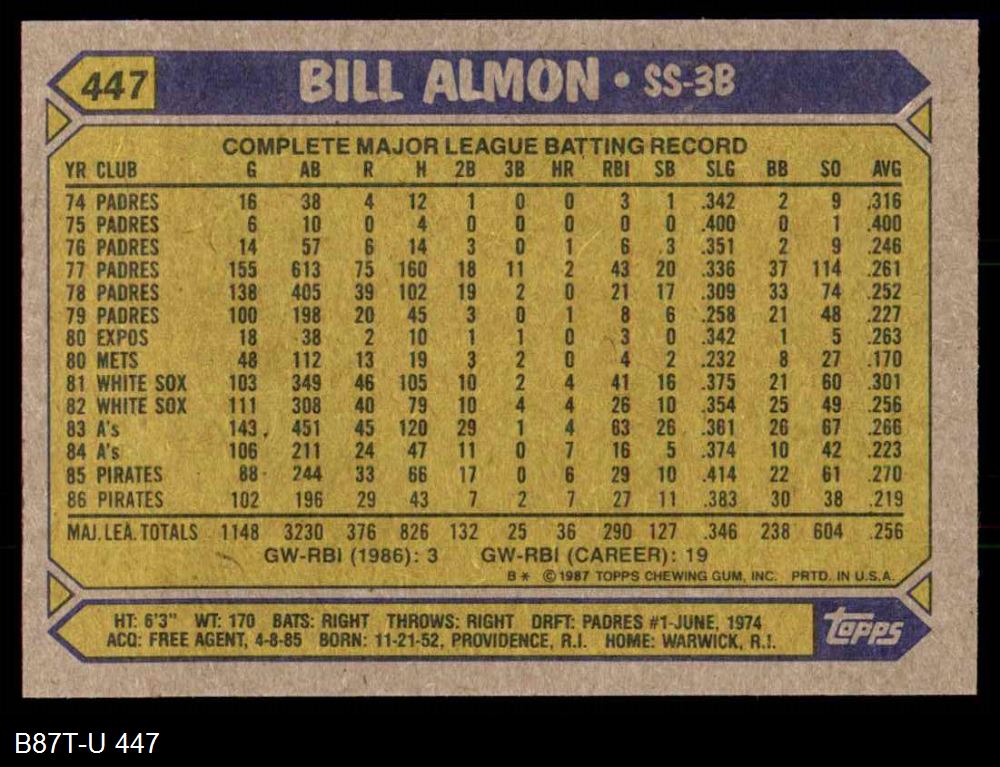 447 BILL ALMON • SS-3B
COMPLETE MAJOR LEAGUE BATTING RECORD
YR CLUB G AB R H 2B 3B HR RBI SB SLG BB SO AVG
74 PADRES 16 38 4 12 1 0 0 3 1 .342 2 9 .316
75 PADRES 6 10 0 4 0 0 0 0 0 .400 0 1 .400
76 PADRES 14 57 6 14 3 0 1 6 3 .351 2 9 .246
77 PADRES 155 613 75 160 18 11 2 43 20 .336 37 114 .261
78 PADRES 138 405 39 102 19 2 0 21 17 .309 33 74 .252
79 PADRES 100 198 20 45 3 0 1 8 6 .258 21 48 .227
80 EXPOS 18 38 2 10 1 1 0 3 0 .342 1 5 .263
80 METS 48 112 13 19 3 2 0 4 2 .232 8 27 .170
81 WHITE SOX 103 349 46 105 10 2 4 41 16 .375 21 60 .301
82 WHITE SOX 111 308 40 79 10 4 4 26 10 .354 25 49 .256
83 A's 143 451 45 120 29 1 4 63 26 .361 26 67 .266
84 A's 106 211 24 47 11 0 7 16 5 .374 10 42 .223
85 PIRATES 88 244 33 66 17 0 6 29 10 .414 22 61 .270
86 PIRATES 102 196 29 43 7 2 7 27 11 .383 30 38 .219
MAJ. LEA. TOTALS 1148 3230 376 826 132 25 36 290 127 .346 238 604 .256
GW-RBI (1986): 3 GW-RBI (CAREER): 19
B* ©1987 TOPPS CHEWING GUM, INC. PRTD. IN U.S.A.
HT: 6'3" WT: 170 BATS: RIGHT THROWS: RIGHT DRFT: PADRES #1-JUNE, 1974
ACQ: FREE AGENT, 4-8-85 BORN: 11-21-52, PROVIDENCE, R.I. HOME: WARWICK, R.I.
topps
B87T-U 447